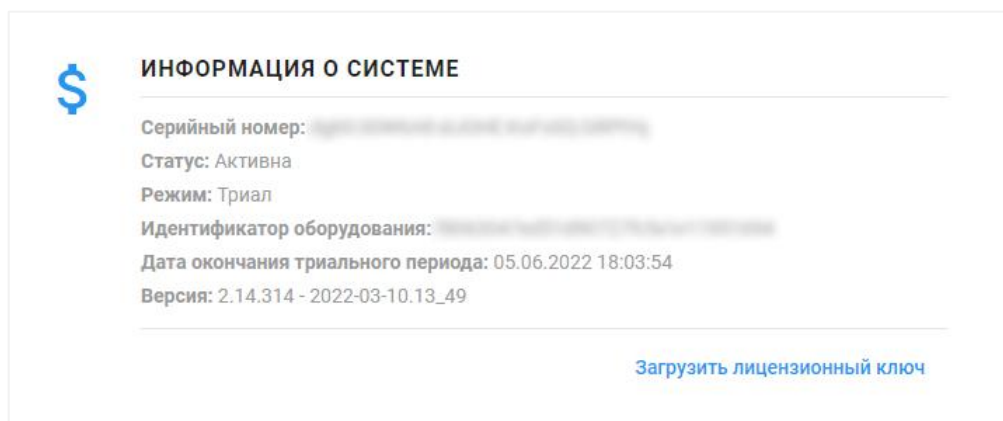 $
ИНФОРМАЦИЯ О СИСТЕМЕ
Серийный номер:
Статус: Активна
Режим: Триал
Идентификатор оборудования:
Дата окончания триального периода: 05.06.2022 18:03:54
Версия: 2.14.314 - 2022-03-10.13_49
Загрузить лицензионный ключ